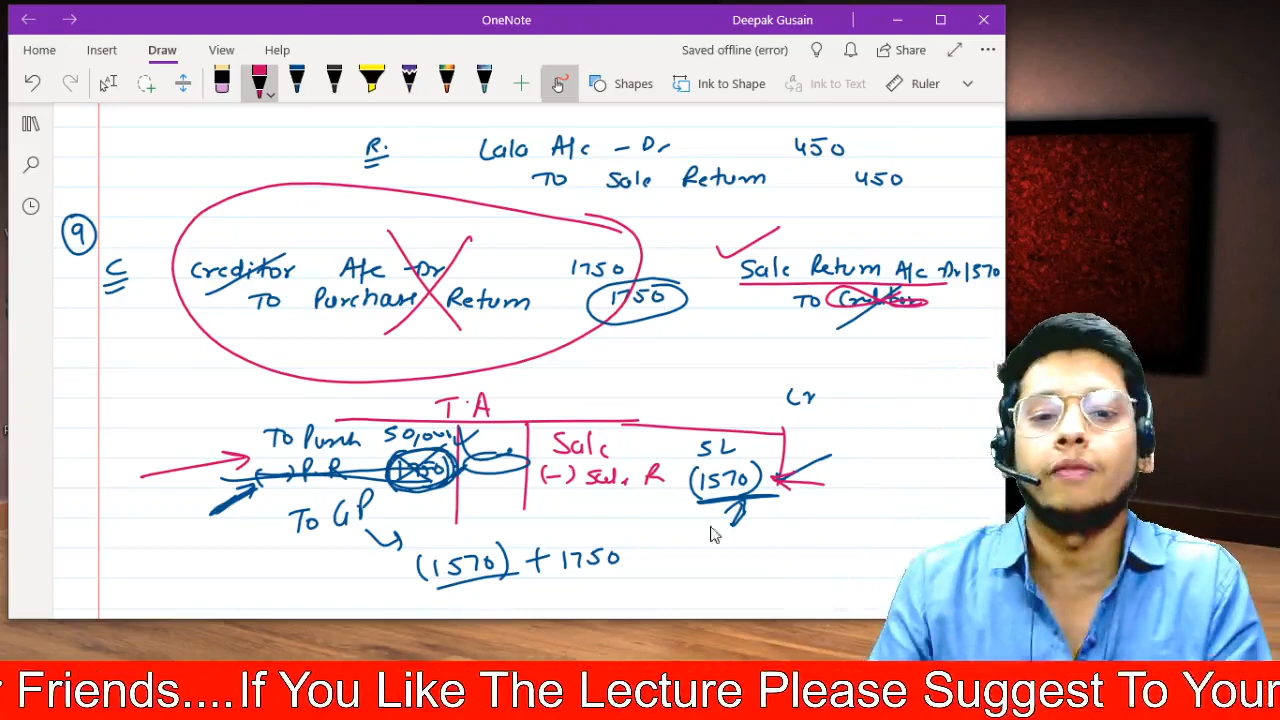 OneNote
Deepak Gusain
Home Insert Draw View Help
Saved offline (error) Share
Shapes Ink to Shape Ink to Text Ruler
R. Lala A/c - Dr 450
To Sale Return 450
9
C Creditor A/c - Dr 1750
To Purchase Return 1750
Sale Return A/c - Dr 1570
To Creditor
T.A
Cr
To Purch 50,000
Sale 5L
(-) P R (1750)
(-) Sale R (1570)
To GP
(1570) + 1750
r Friends....If You Like The Lecture Please Suggest To Your